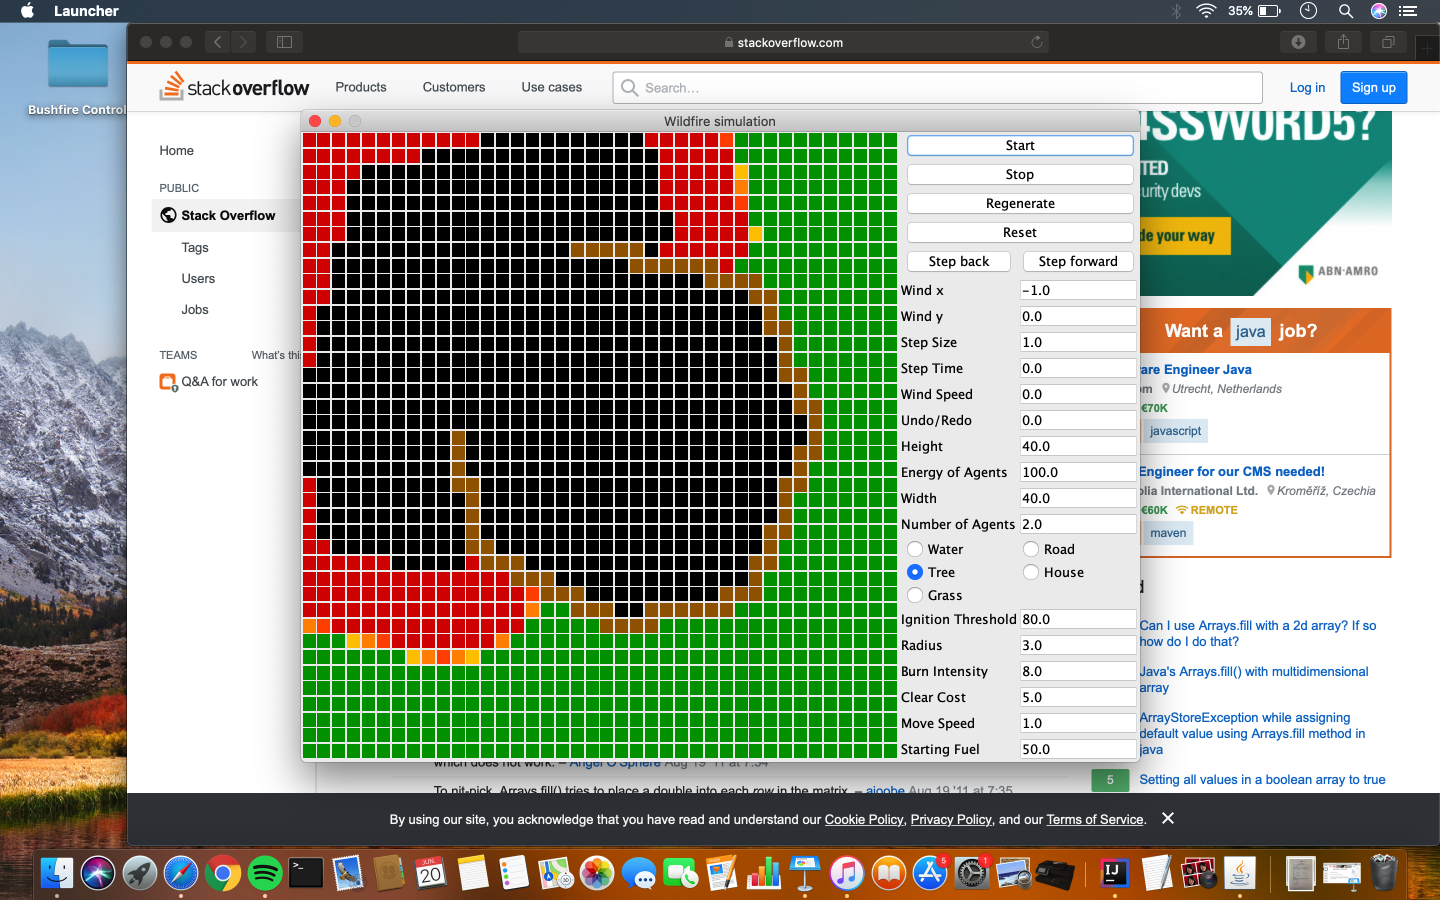 Launcher
35%
Bushfire Control
stackoverflow.com
stackoverflow
Products
Customers
Use cases
Search...
Log in
Sign up
Home
PUBLIC
Stack Overflow
Tags
Users
Jobs
TEAMS
What's thi
Q&A for work
Wildfire simulation
Start
Stop
Regenerate
Reset
Step back
Step forward
Wind x
-1.0
Wind y
0.0
Step Size
1.0
Step Time
0.0
Wind Speed
0.0
Undo/Redo
0.0
Height
40.0
Energy of Agents
100.0
Width
40.0
Number of Agents
2.0
Water
Road
Tree
House
Grass
Ignition Threshold
80.0
Radius
3.0
Burn Intensity
8.0
Clear Cost
5.0
Move Speed
1.0
Starting Fuel
50.0
SSWORD5?
TED
curity devs
de your way
ABN·AMRO
Want a java job?
are Engineer Java
om Utrecht, Netherlands
€70K
javascript
Engineer for our CMS needed!
olia International Ltd. Kroměříž, Czechia
€60K REMOTE
maven
d
Can I use Arrays.fill with a 2d array? If so
how do I do that?
Java's Arrays.fill() with multidimensional
array
ArrayStoreException while assigning
default value using Arrays.fill method in
java
5
Setting all values in a boolean array to true
which does not work. – Angel O'Sphere Aug 19 '11 at 7:34
To nit-pick, Arrays.fill() tries to place a double into each row in the matrix. – aioobe Aug 19 '11 at 7:35
By using our site, you acknowledge that you have read and understand our Cookie Policy, Privacy Policy, and our Terms of Service.
JUN
20
5
1
IJ